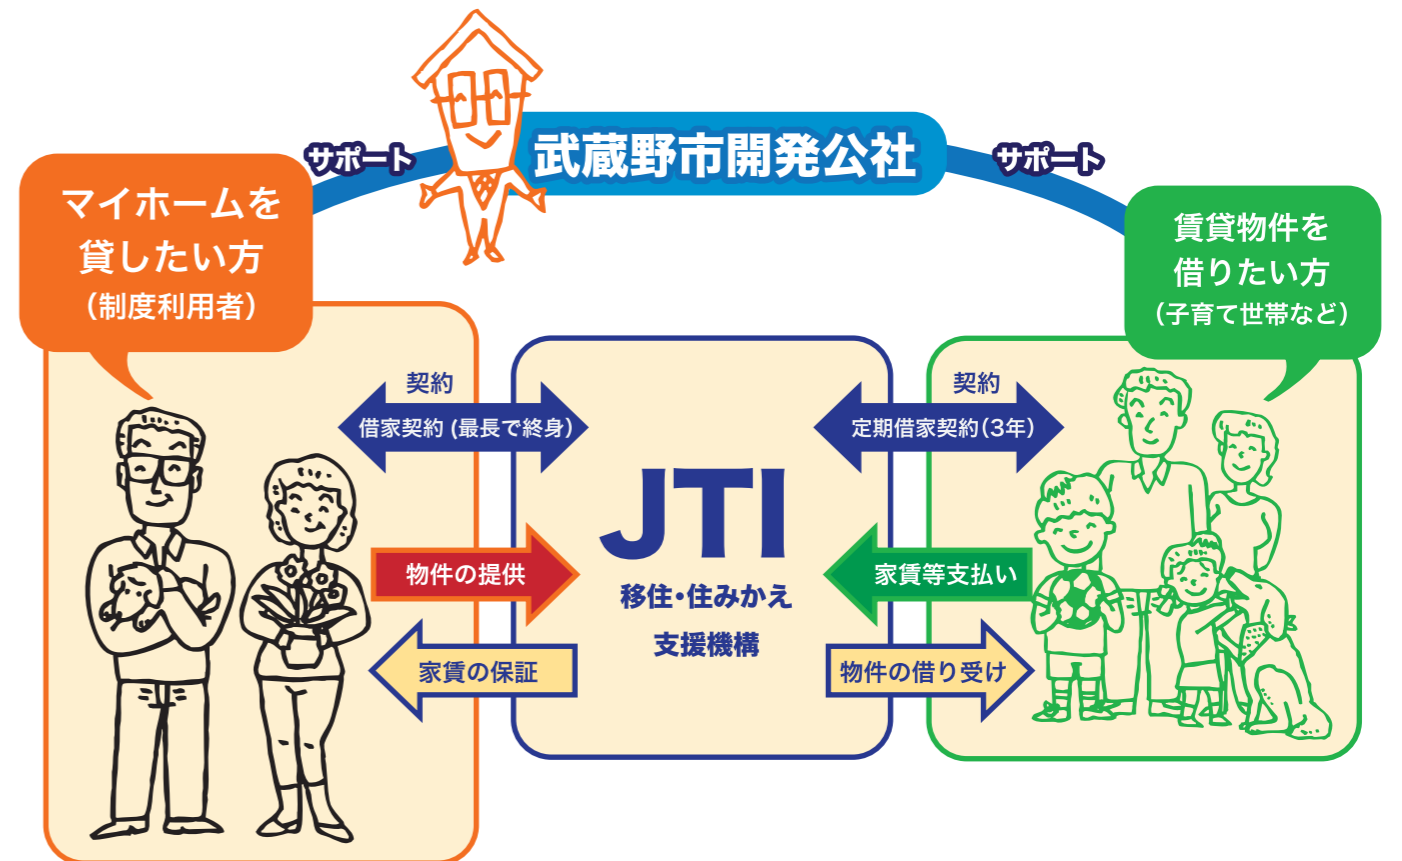 サポート
武蔵野市開発公社
サポート
マイホームを
貸したい方
（制度利用者）
賃貸物件を
借りたい方
（子育て世帯など）
契約
借家契約 (最長で終身）
契約
定期借家契約（3年）
JTI
移住・住みかえ
支援機構
物件の提供
家賃の保証
家賃等支払い
物件の借り受け